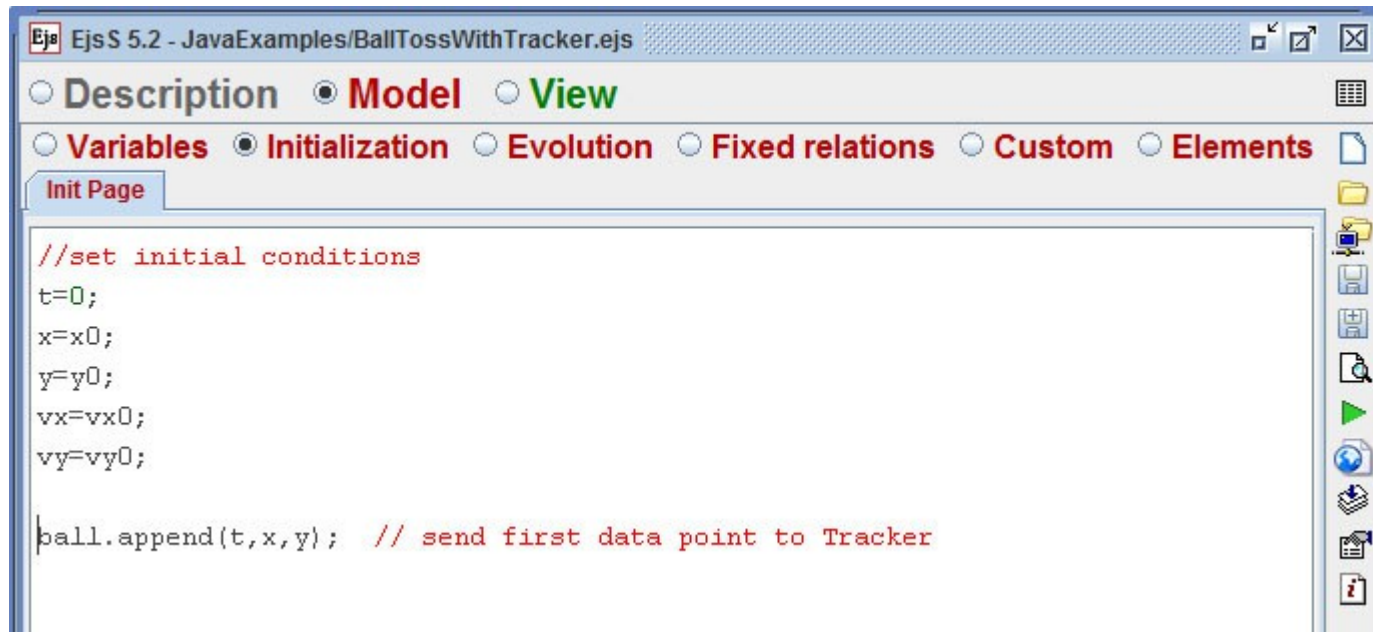 Ejs EjsS 5.2 - JavaExamples/BallTossWithTracker.ejs
Description Model View
Variables Initialization Evolution Fixed relations Custom Elements
Init Page
//set initial conditions
t=0;
x=x0;
y=y0;
vx=vx0;
vy=vy0;
ball.append(t,x,y); // send first data point to Tracker